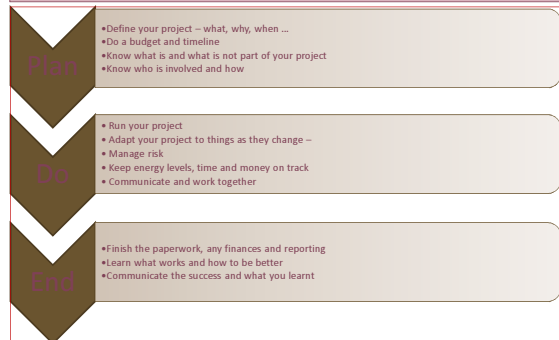 Plan
•Define your project – what, why, when ...
•Do a budget and timeline
•Know what is and what is not part of your project
•Know who is involved and how
Do
• Run your project
• Adapt your project to things as they change –
• Manage risk
• Keep energy levels, time and money on track
• Communicate and work together
End
•Finish the paperwork, any finances and reporting
•Learn what works and how to be better
•Communicate the success and what you learnt